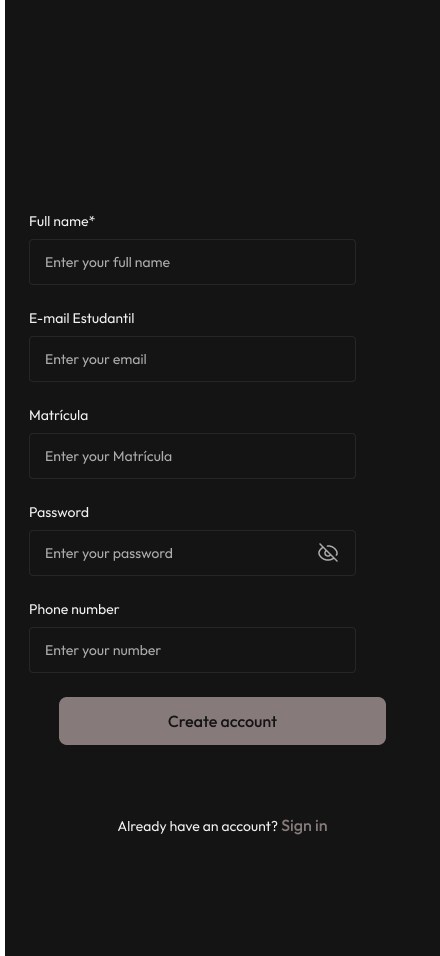 Full name*
Enter your full name
E-mail Estudantil
Enter your email
Matrícula
Enter your Matrícula
Password
Enter your password
Phone number
Enter your number
Create account
Already have an account? Sign in